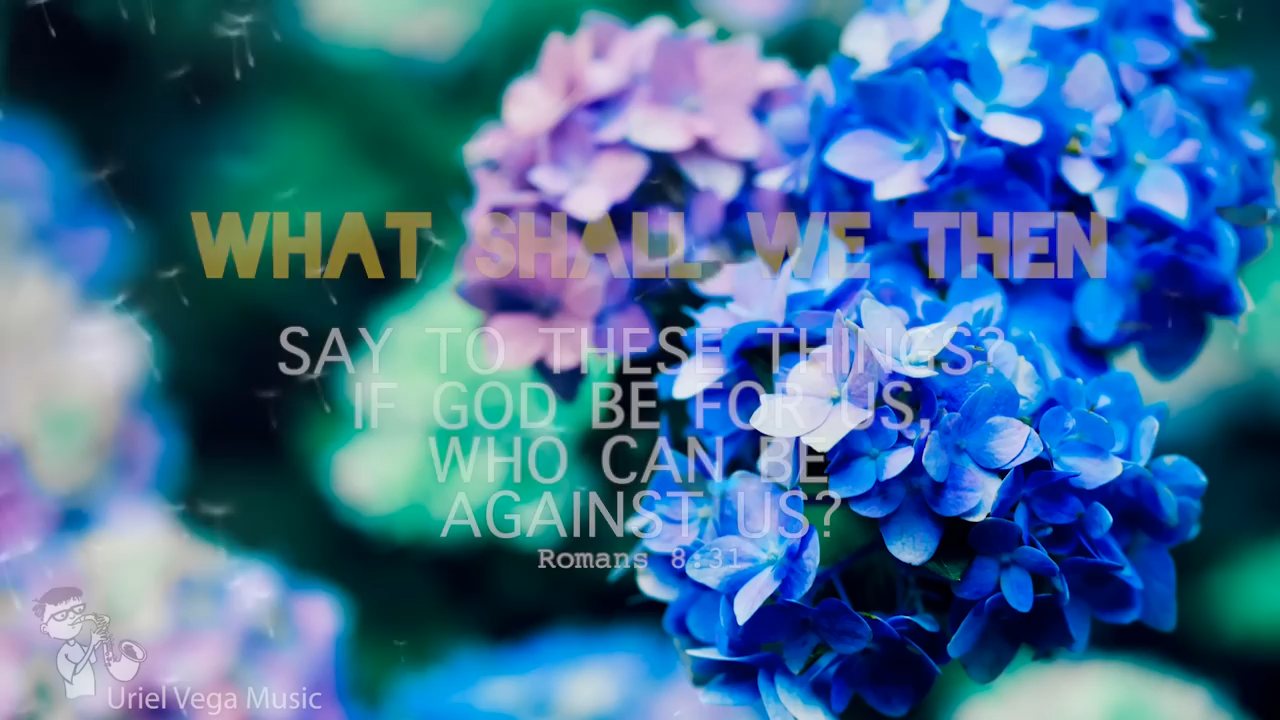 WHAT SHALL WE THEN
SAY TO THESE THINGS?
IF GOD BE FOR US,
WHO CAN BE
AGAINST US?
Romans 8:31
Uriel Vega Music